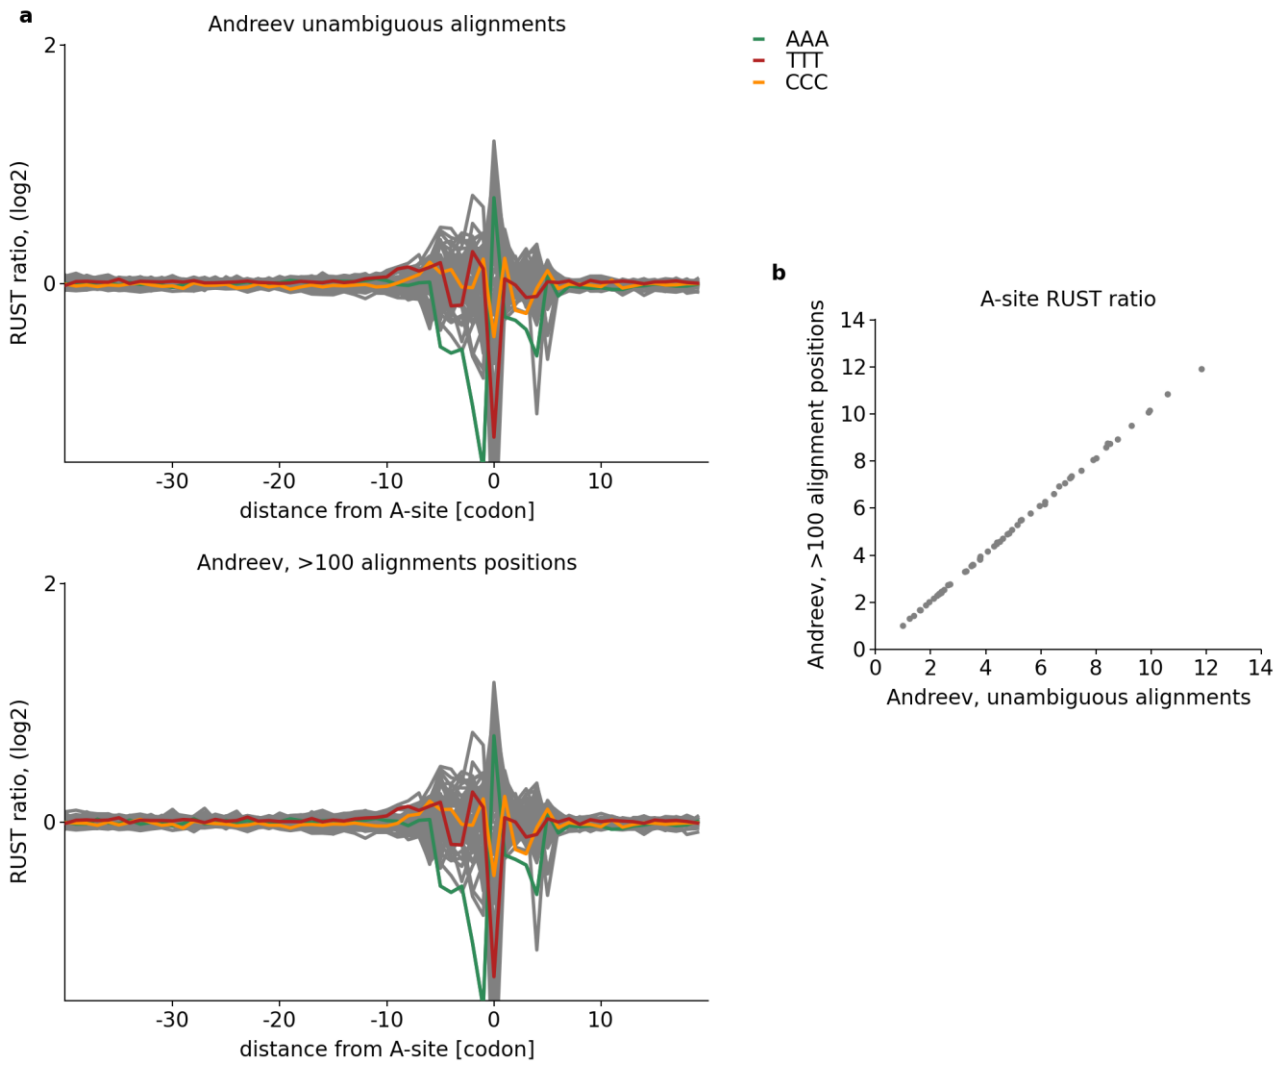 a
Andreev unambiguous alignments
2
0
RUST ratio, (log2)
-30 -20 -10 0 10
distance from A-site [codon]
AAA
TTT
CCC
Andreev, >100 alignments positions
2
0
RUST ratio, (log2)
-30 -20 -10 0 10
distance from A-site [codon]
b
A-site RUST ratio
14
12
10
8
6
4
2
0
Andreev, >100 alignment positions
0 2 4 6 8 10 12 14
Andreev, unambiguous alignments